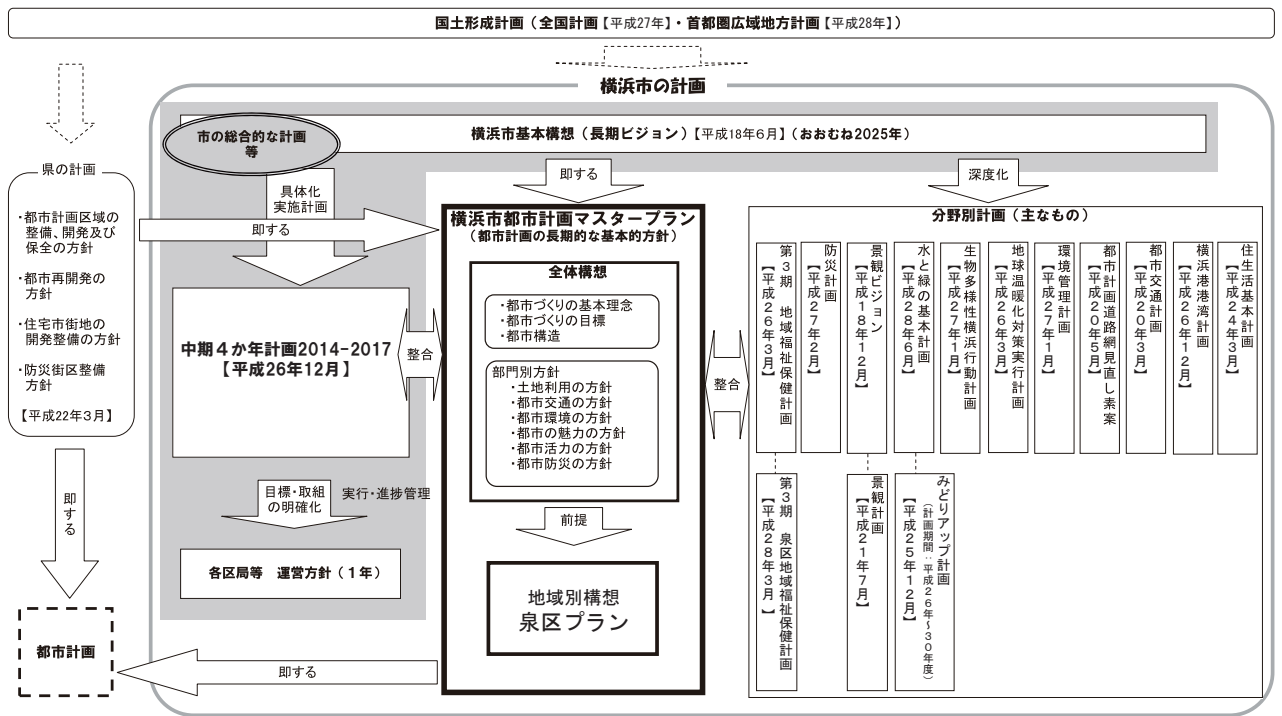 国土形成計画（全国計画【平成27年】・首都圏広域地方計画【平成28年】）
横浜市の計画
市の総合的な計画
等
横浜市基本構想（長期ビジョン）【平成18年６月】（おおむね2025年）
県の計画
・都市計画区域の
整備、開発及び
保全の方針
・都市再開発の
方針
・住宅市街地の
開発整備の方針
・防災街区整備
方針
【平成22年３月】
即する
都市計画
具体化
実施計画
即する
中期４か年計画2014-2017
【平成26年12月】
整合
目標・取組
の明確化
実行・進捗管理
各区局等　運営方針（１年）
即する
即する
横浜市都市計画マスタープラン
（都市計画の長期的な基本的方針）
全体構想
・都市づくりの基本理念
・都市づくりの目標
・都市構造
部門別方針
・土地利用の方針
・都市交通の方針
・都市環境の方針
・都市の魅力の方針
・都市活力の方針
・都市防災の方針
前提
地域別構想
泉区プラン
整合
深度化
分野別計画（主なもの）
第３期　地域福祉保健計画
【平成２６年３月】
防災計画
【平成２７年２月】
景観ビジョン
【平成１８年１２月】
水と緑の基本計画
【平成２８年６月】
生物多様性横浜行動計画
【平成２７年１月】
地球温暖化対策実行計画
【平成２６年３月】
環境管理計画
【平成２７年１月】
都市計画道路網見直し素案
【平成２０年５月】
都市交通計画
【平成２０年３月】
横浜港港湾計画
【平成２６年１２月】
住生活基本計画
【平成２４年３月】
第３期　泉区地域福祉保健計画
【平成２８年３月】
景観計画
【平成２１年７月】
みどりアップ計画
（計画期間：平成２６年～３０年度）
【平成２５年１２月】